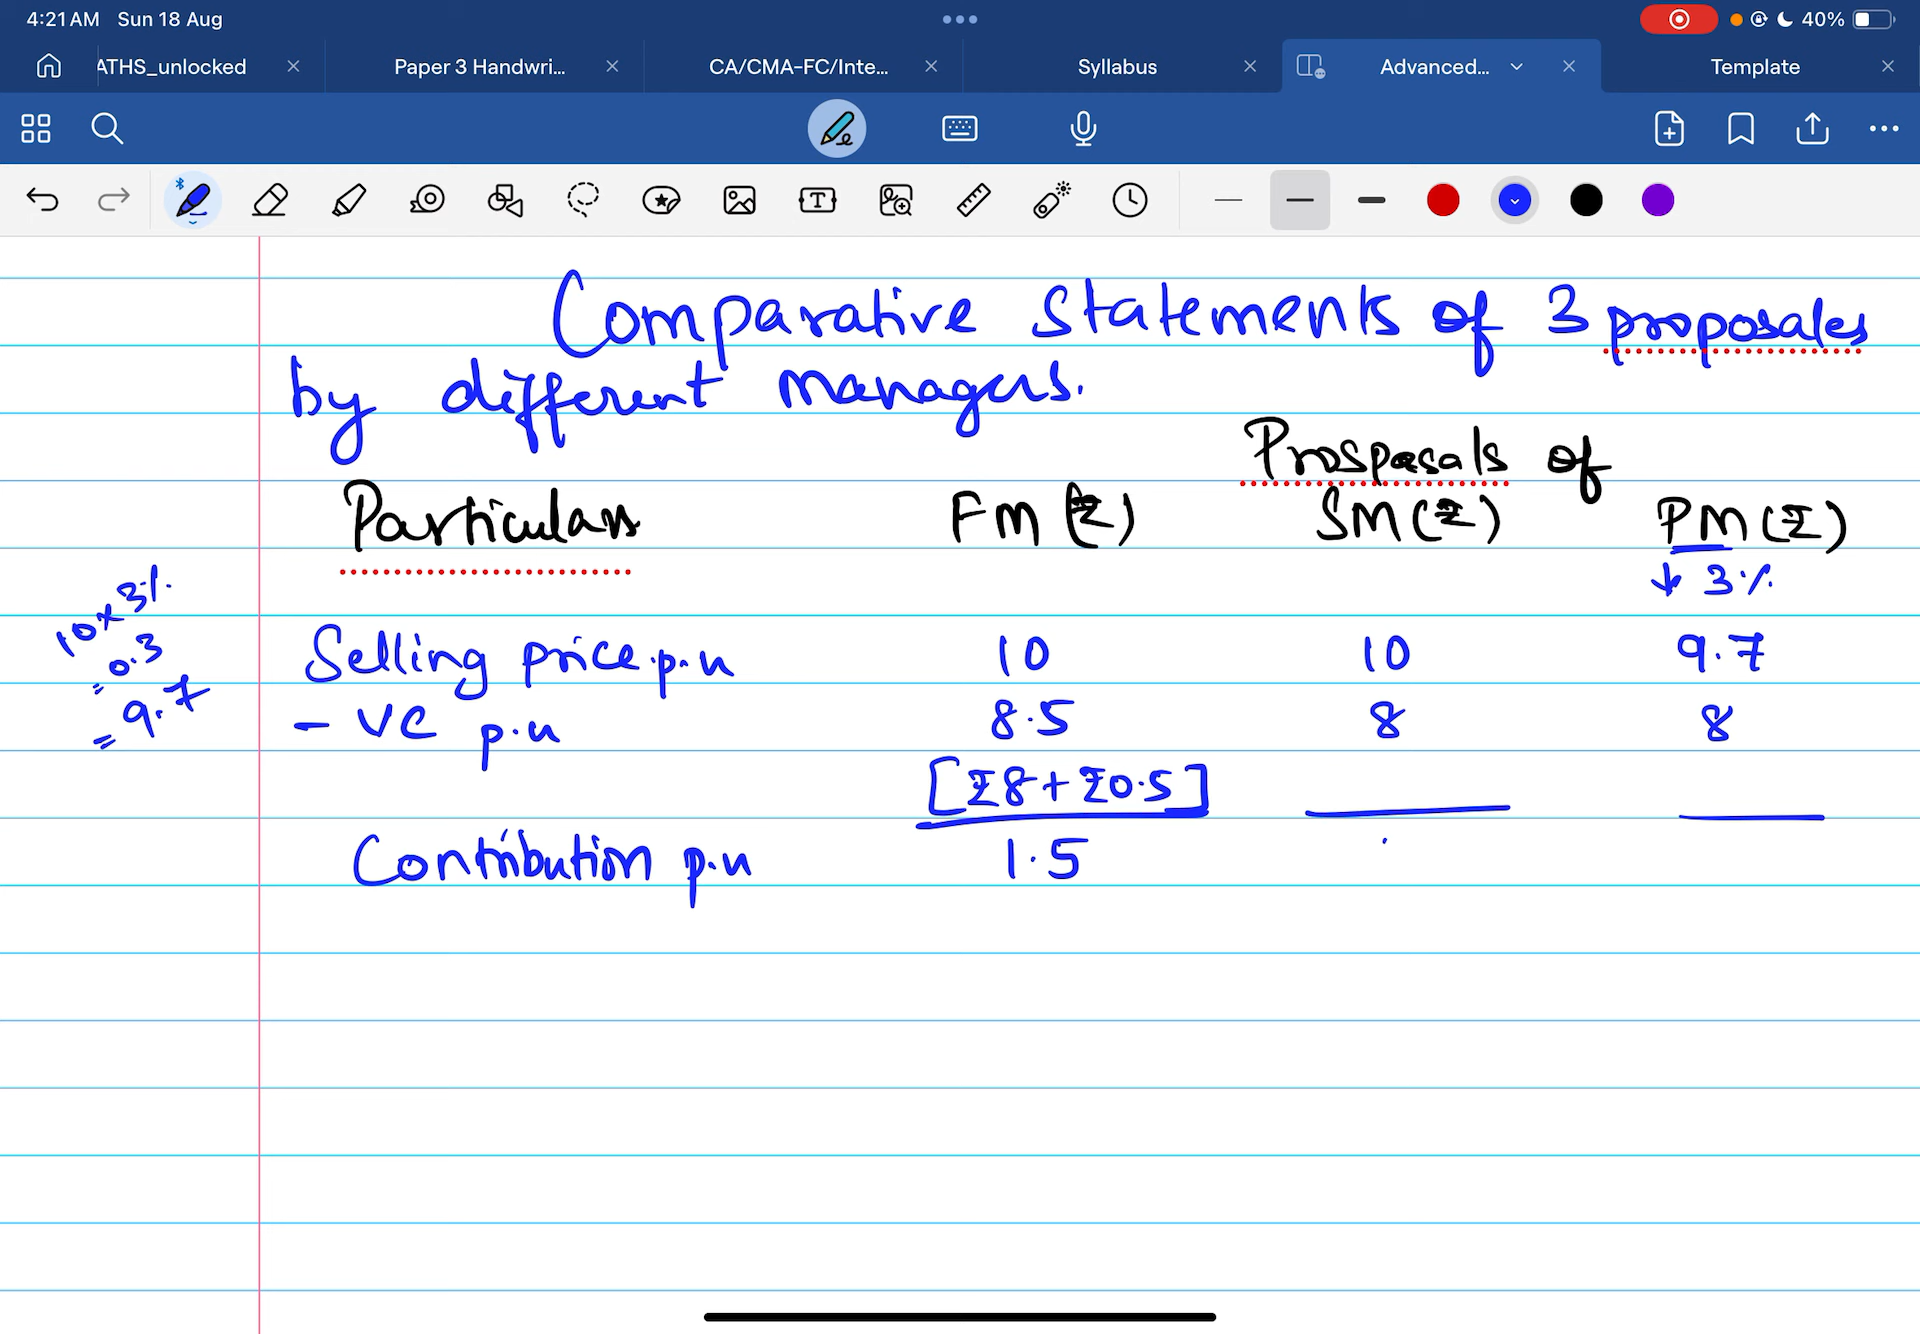 4:21 AM Sun 18 Aug
40%
ATHS_unlocked
Paper 3 Handwri...
CA/CMA-FC/Inte...
Syllabus
Advanced...
Template
Comparative statements of 3 proposales
by different managers.
Prosposals of
Particulars FM (₹) SM (₹) PM (₹)
↓ 3%
10 x 3%
= 0.3
= 9.7
Selling price p.u 10 10 9.7
- VC p.u 8.5 8 8
[₹8 + ₹0.5]
Contribution p.u 1.5